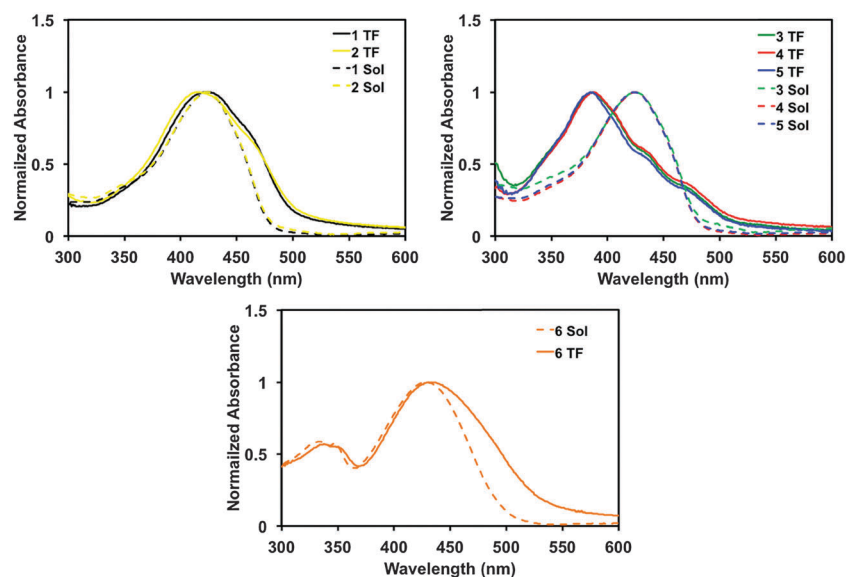 1.5
1
0.5
0
300 350 400 450 500 550 600
Normailzed Absorbance
Wavelength (nm)
1 TF
2 TF
1 Sol
2 Sol
1.5
1
0.5
0
300 350 400 450 500 550 600
Normailzed Absorbance
Wavelength (nm)
3 TF
4 TF
5 TF
3 Sol
4 Sol
5 Sol
1.5
1
0.5
0
300 350 400 450 500 550 600
Normailzed Absorbance
Wavelength (nm)
6 Sol
6 TF